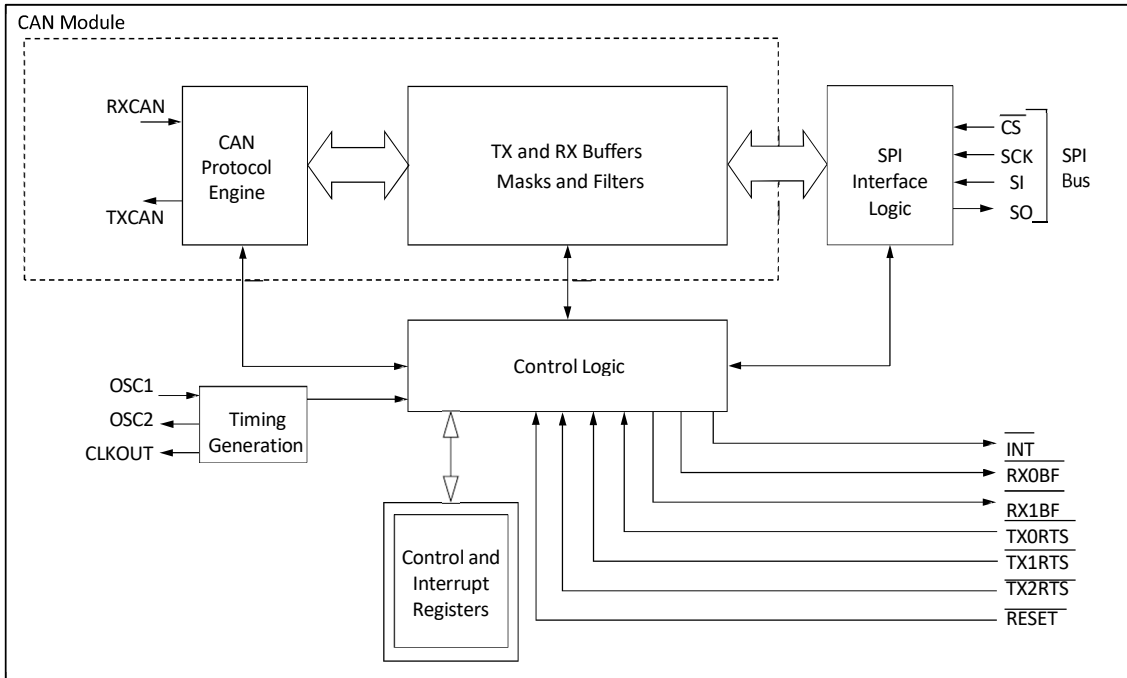 CAN Module
RXCAN
TXCAN
CAN
Protocol
Engine
TX and RX Buffers
Masks and Filters
SPI
Interface
Logic
CS
SCK
SI
SO
SPI
Bus
Control Logic
OSC1
OSC2
CLKOUT
Timing
Generation
INT
RX0BF
RX1BF
TX0RTS
TX1RTS
TX2RTS
RESET
Control and
Interrupt
Registers